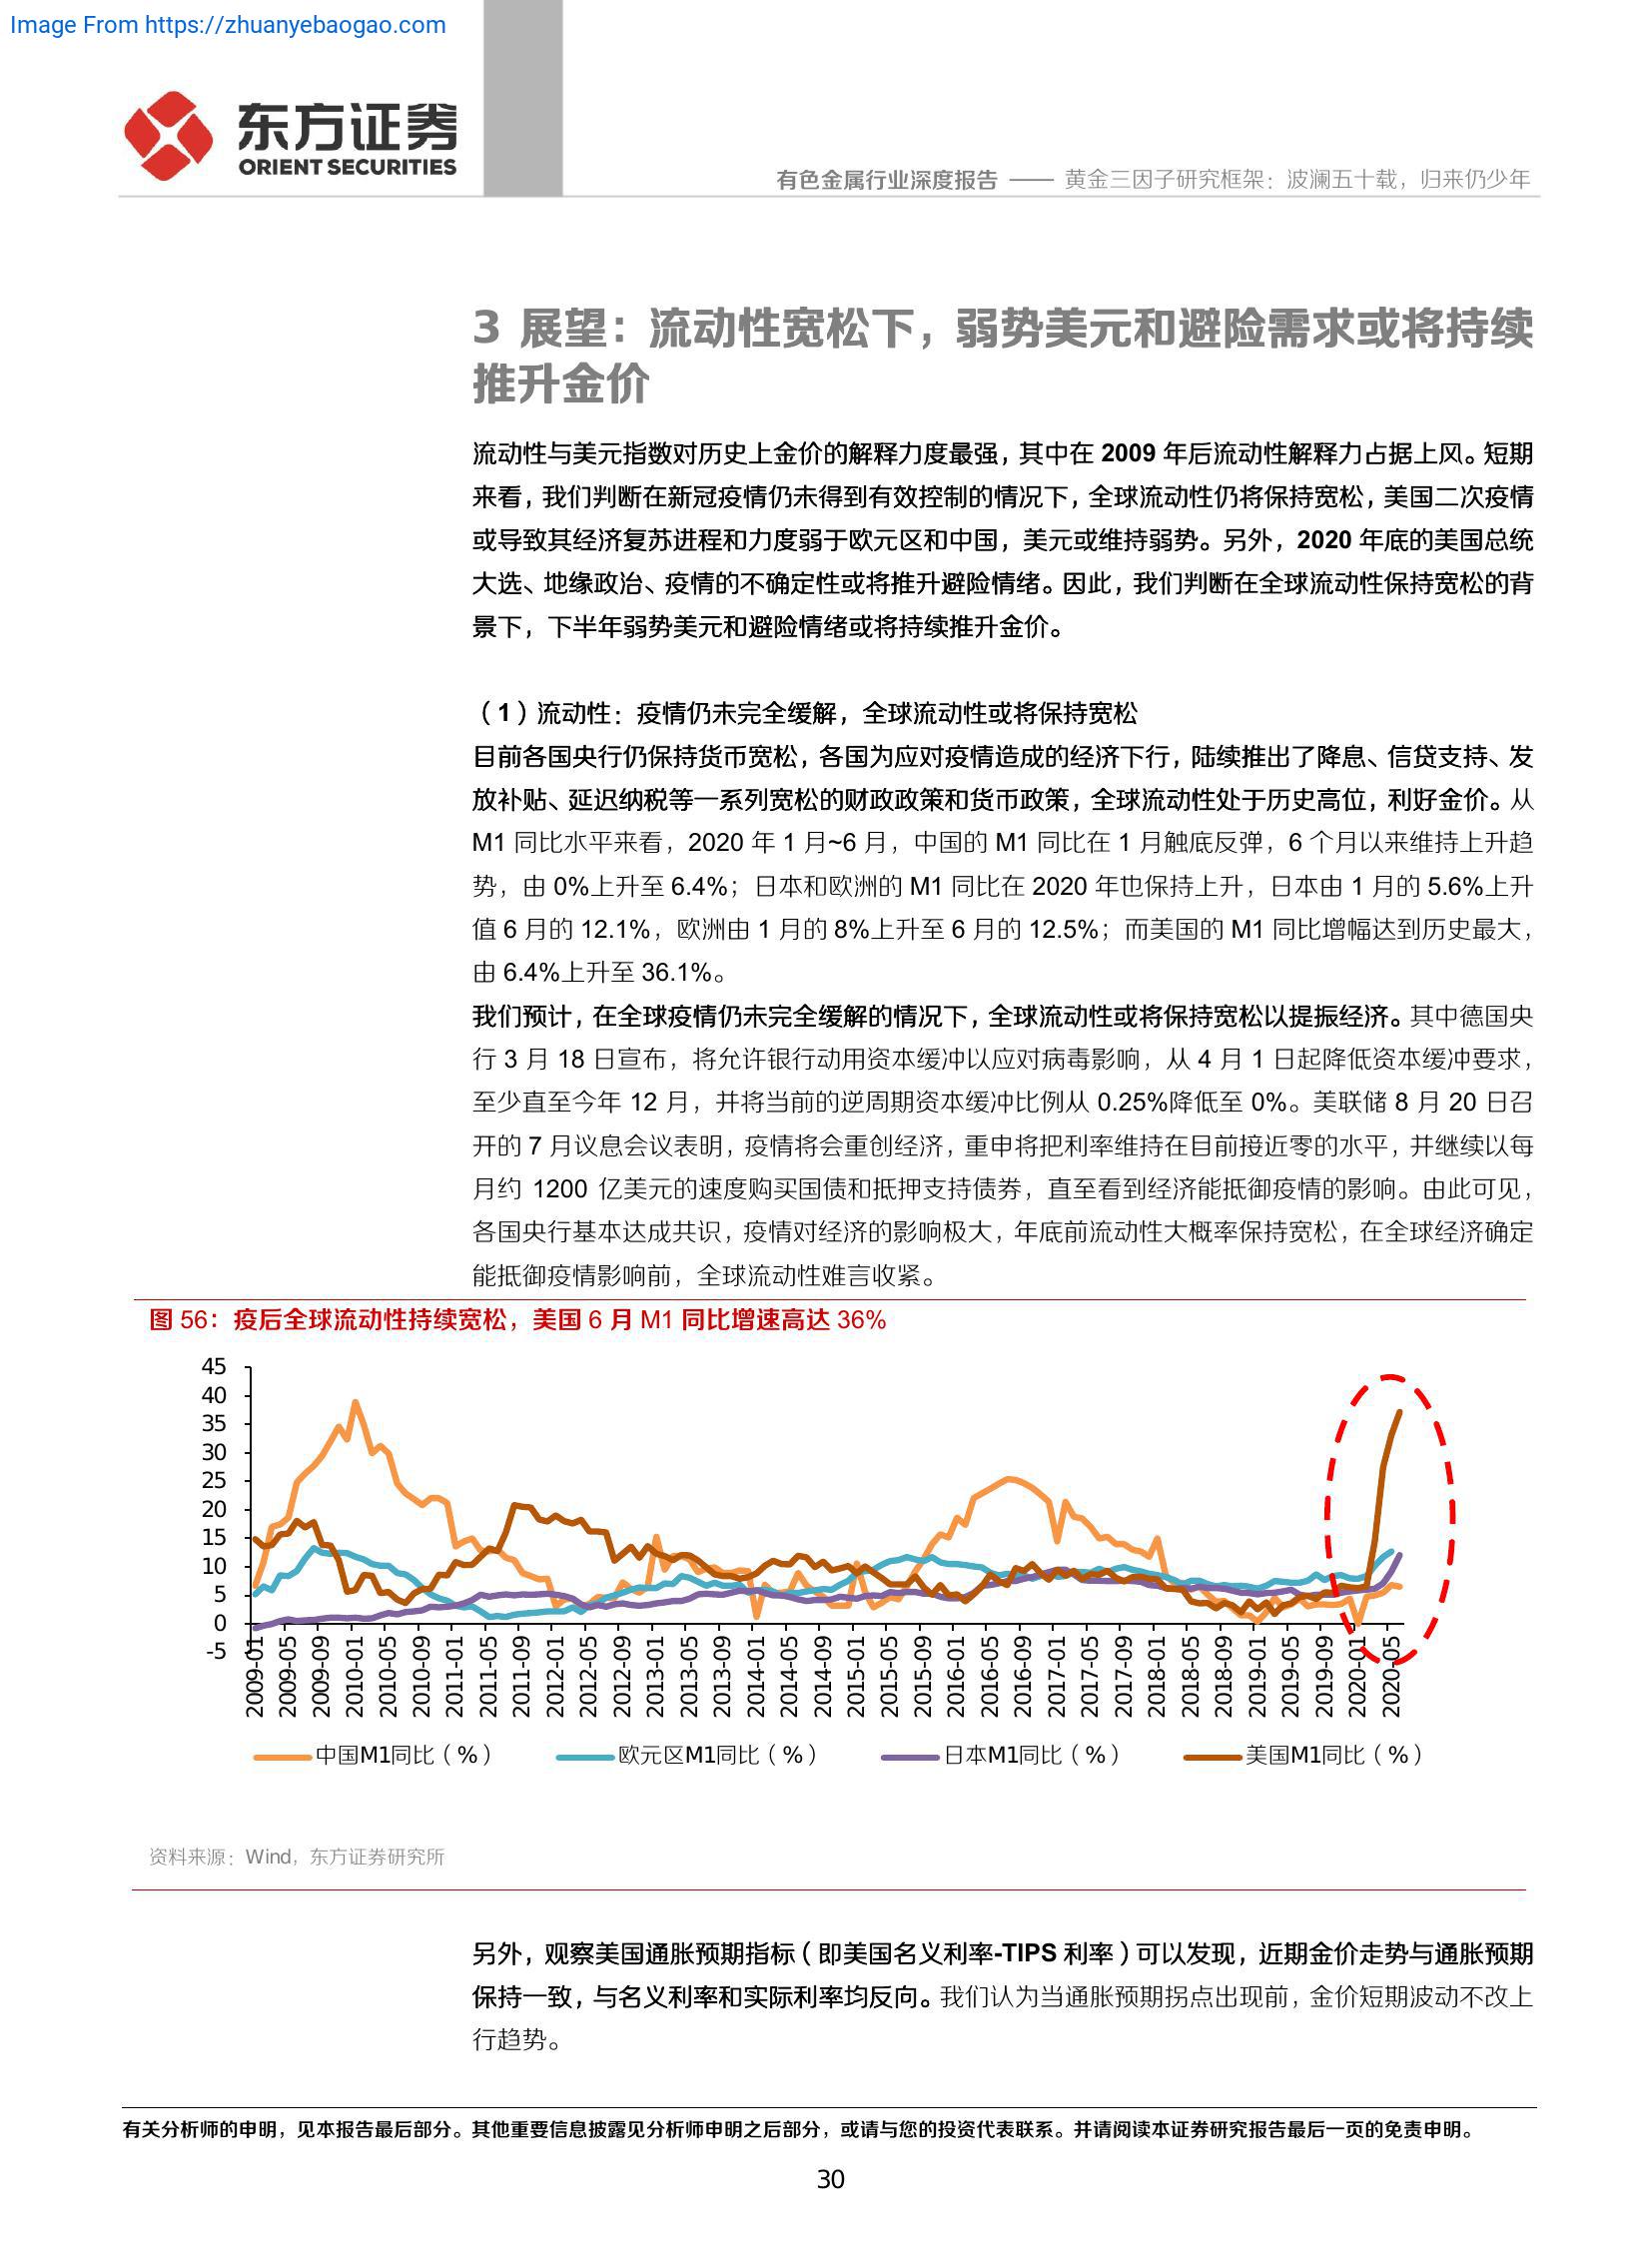 Image From https://zhuanyebaogao.com
东方证券
ORIENT SECURITIES
有色金属行业深度报告 —— 黄金三因子研究框架：波澜五十载，归来仍少年
3 展望：流动性宽松下，弱势美元和避险需求或将持续
推升金价
流动性与美元指数对历史上金价的解释力度最强，其中在 2009 年后流动性解释力占据上风。短期
来看，我们判断在新冠疫情仍未得到有效控制的情况下，全球流动性仍将保持宽松，美国二次疫情
或导致其经济复苏进程和力度弱于欧元区和中国，美元或维持弱势。另外，2020 年底的美国总统
大选、地缘政治、疫情的不确定性或将推升避险情绪。因此，我们判断在全球流动性保持宽松的背
景下，下半年弱势美元和避险情绪或将持续推升金价。
（1）流动性：疫情仍未完全缓解，全球流动性或将保持宽松
目前各国央行仍保持货币宽松，各国为应对疫情造成的经济下行，陆续推出了降息、信贷支持、发
放补贴、延迟纳税等一系列宽松的财政政策和货币政策，全球流动性处于历史高位，利好金价。从
M1 同比水平来看，2020 年 1 月~6 月，中国的 M1 同比在 1 月触底反弹，6 个月以来维持上升趋
势，由 0%上升至 6.4%；日本和欧洲的 M1 同比在 2020 年也保持上升，日本由 1 月的 5.6%上升
值 6 月的 12.1%，欧洲由 1 月的 8%上升至 6 月的 12.5%；而美国的 M1 同比增幅达到历史最大，
由 6.4%上升至 36.1%。
我们预计，在全球疫情仍未完全缓解的情况下，全球流动性或将保持宽松以提振经济。其中德国央
行 3 月 18 日宣布，将允许银行动用资本缓冲以应对病毒影响，从 4 月 1 日起降低资本缓冲要求，
至少直至今年 12 月，并将当前的逆周期资本缓冲比例从 0.25%降低至 0%。美联储 8 月 20 日召
开的 7 月议息会议表明，疫情将会重创经济，重申将把利率维持在目前接近零的水平，并继续以每
月约 1200 亿美元的速度购买国债和抵押支持债券，直至看到经济能抵御疫情的影响。由此可见，
各国央行基本达成共识，疫情对经济的影响极大，年底前流动性大概率保持宽松，在全球经济确定
能抵御疫情影响前，全球流动性难言收紧。
图 56：疫后全球流动性持续宽松，美国 6 月 M1 同比增速高达 36%
45
40
35
30
25
20
15
10
5
0
-5
2009-01
2009-05
2009-09
2010-01
2010-05
2010-09
2011-01
2011-05
2011-09
2012-01
2012-05
2012-09
2013-01
2013-05
2013-09
2014-01
2014-05
2014-09
2015-01
2015-05
2015-09
2016-01
2016-05
2016-09
2017-01
2017-05
2017-09
2018-01
2018-05
2018-09
2019-01
2019-05
2019-09
2020-01
2020-05
中国M1同比（%） 欧元区M1同比（%） 日本M1同比（%） 美国M1同比（%）
资料来源：Wind，东方证券研究所
另外，观察美国通胀预期指标（即美国名义利率-TIPS 利率）可以发现，近期金价走势与通胀预期
保持一致，与名义利率和实际利率均反向。我们认为当通胀预期拐点出现前，金价短期波动不改上
行趋势。
有关分析师的申明，见本报告最后部分。其他重要信息披露见分析师申明之后部分，或请与您的投资代表联系。并请阅读本证券研究报告最后一页的免责申明。
30